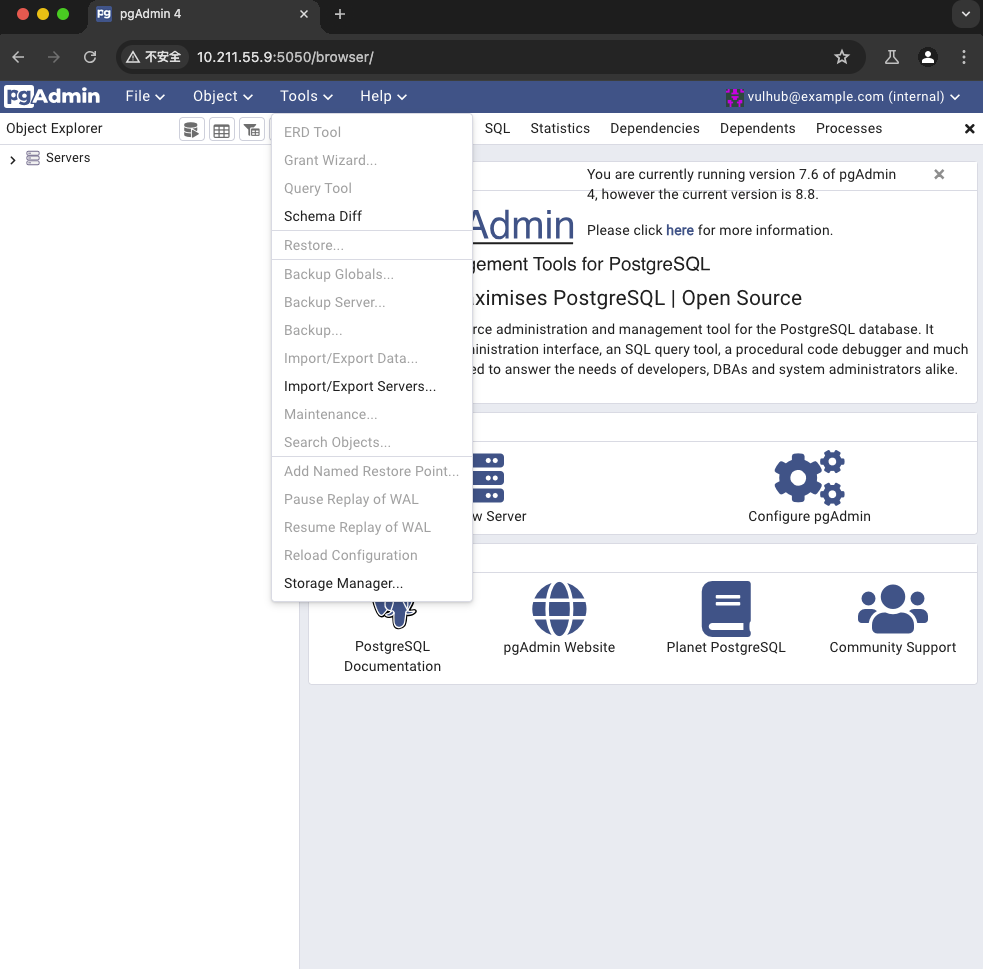 pgAdmin 4
不安全
10.211.55.9:5050/browser/
pgAdmin
File
Object
Tools
Help
vulhub@example.com (internal)
Object Explorer
SQL
Statistics
Dependencies
Dependents
Processes
Servers
ERD Tool
Grant Wizard...
Query Tool
Schema Diff
Restore...
Backup Globals...
Backup Server...
Backup...
Import/Export Data...
Import/Export Servers...
Maintenance...
Search Objects...
Add Named Restore Point...
Pause Replay of WAL
Resume Replay of WAL
Reload Configuration
Storage Manager...
You are currently running version 7.6 of pgAdmin
4, however the current version is 8.8.
Please click here for more information.
Admin
gement Tools for PostgreSQL
ximises PostgreSQL | Open Source
rce administration and management tool for the PostgreSQL database. It
inistration interface, an SQL query tool, a procedural code debugger and much
ed to answer the needs of developers, DBAs and system administrators alike.
w Server
Configure pgAdmin
PostgreSQL
Documentation
pgAdmin Website
Planet PostgreSQL
Community Support